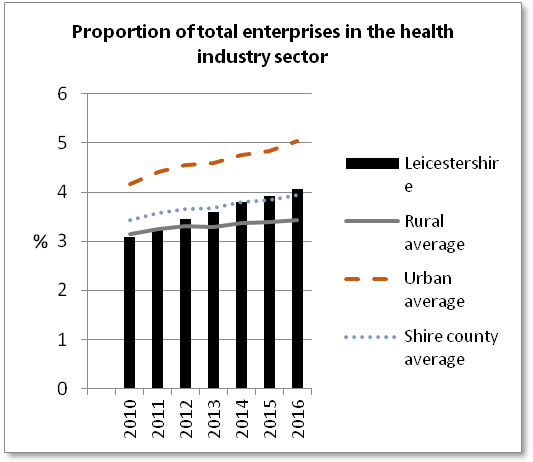 Proportion of total enterprises in the health
industry sector
6
5
4
3
2
1
0
%
2010
2011
2012
2013
2014
2015
2016
Leicestershir
e
Rural
average
Urban
average
Shire county
average